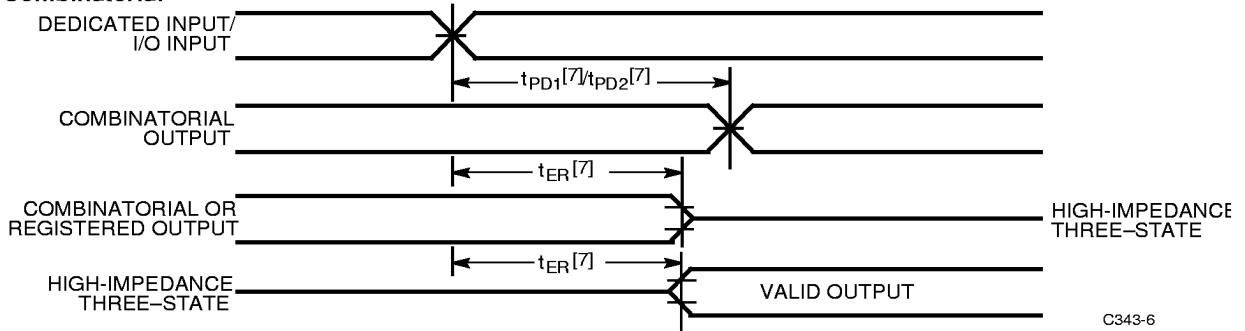 Combinatorial
DEDICATED INPUT/
I/O INPUT
tPD1[7]/tPD2[7]
COMBINATORIAL
OUTPUT
tER[7]
COMBINATORIAL OR
REGISTERED OUTPUT
HIGH-IMPEDANCE
THREE–STATE
tER[7]
HIGH-IMPEDANCE
THREE–STATE
VALID OUTPUT
C343-6